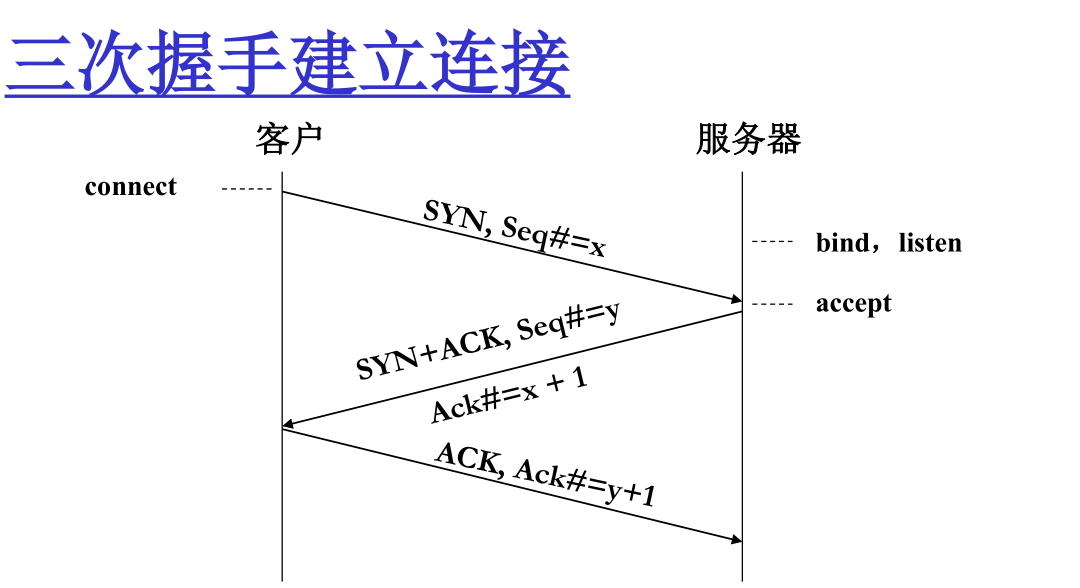 三次握手建立连接
客户
服务器
connect
SYN, Seq#=x
bind，listen
accept
SYN+ACK, Seq#=y
Ack#=x + 1
ACK, Ack#=y+1